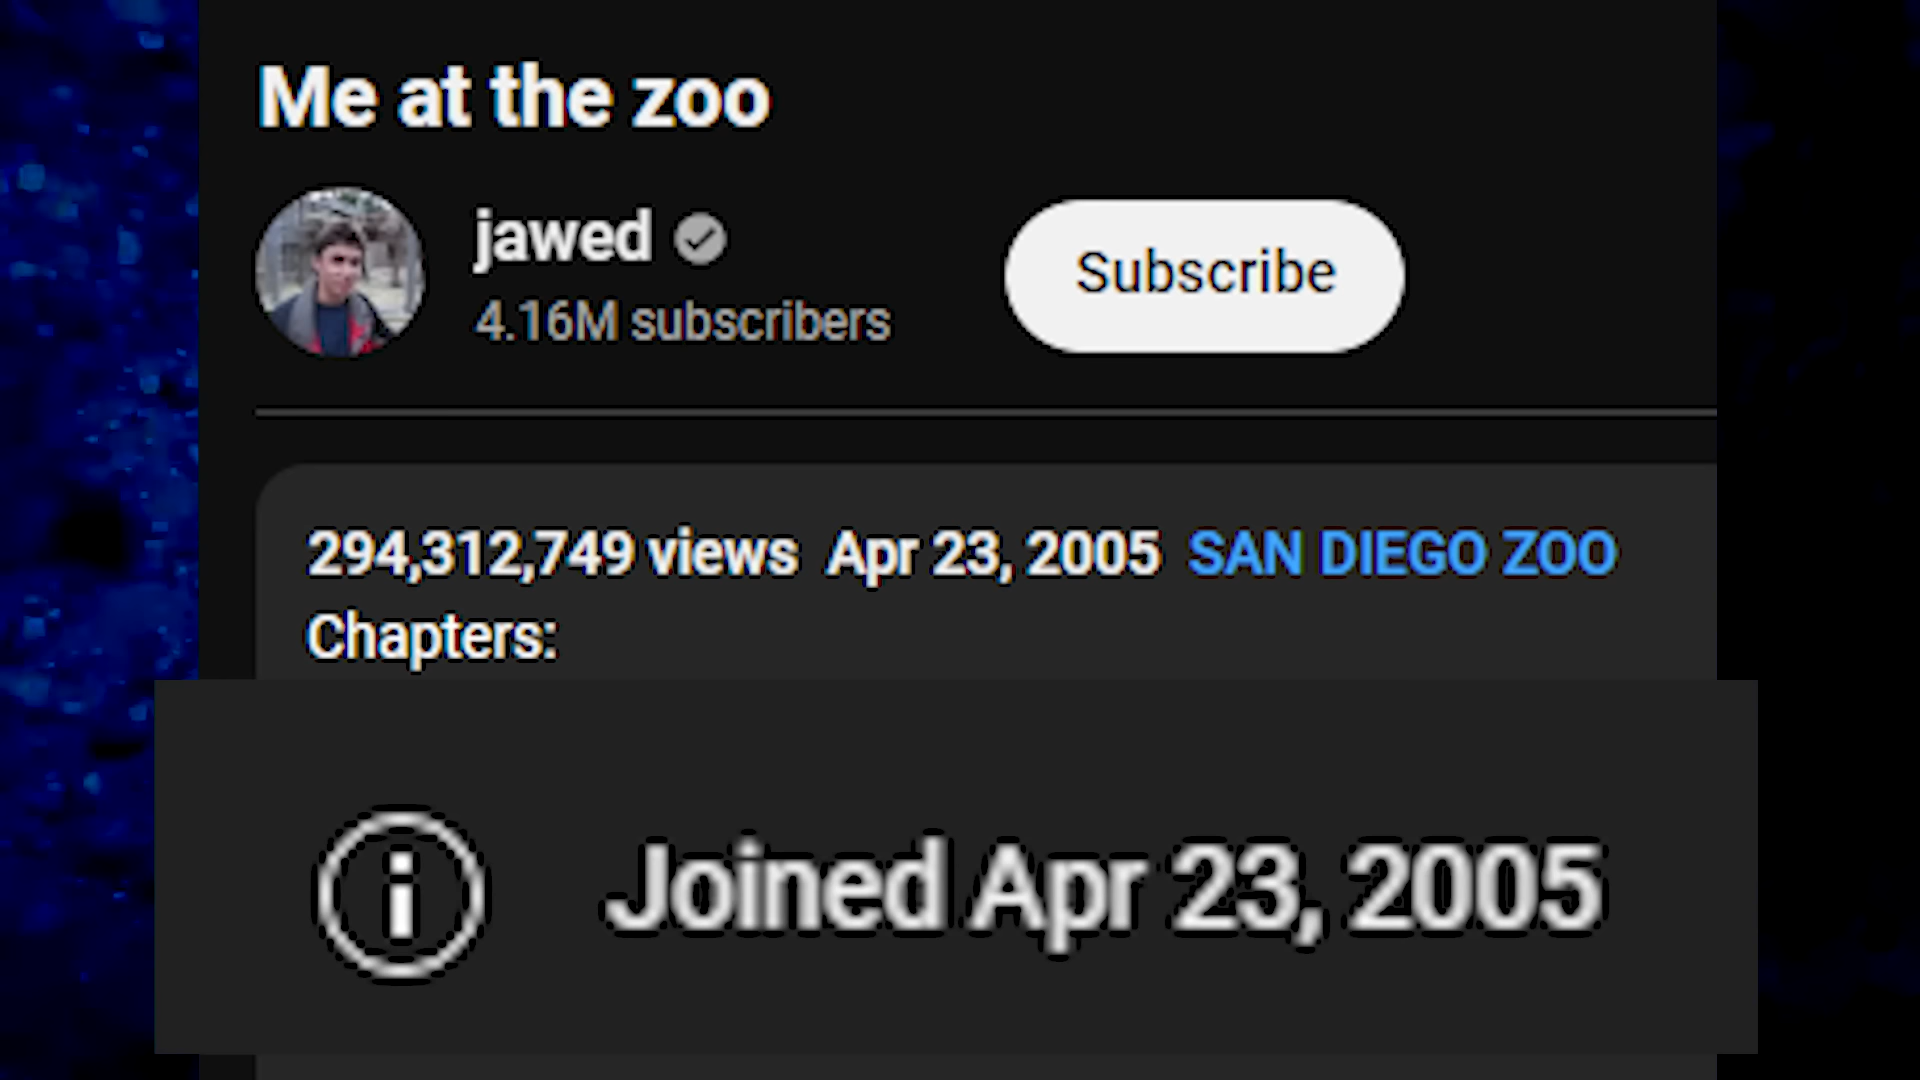 Me at the zoo
jawed
4.16M subscribers
Subscribe
294,312,749 views Apr 23, 2005 SAN DIEGO ZOO
Chapters:
Joined Apr 23, 2005